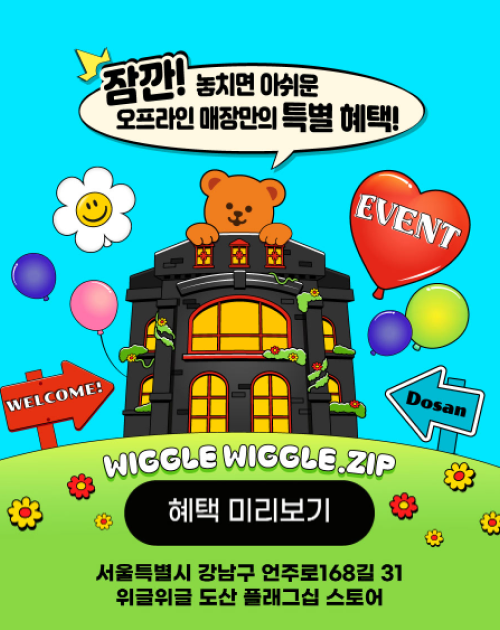 잠깐! 놓치면 아쉬운
오프라인 매장만의 특별 혜택!
EVENT
WELCOME!
Dosan
WIGGLE WIGGLE.ZIP
혜택 미리보기
서울특별시 강남구 언주로168길 31
위글위글 도산 플래그십 스토어